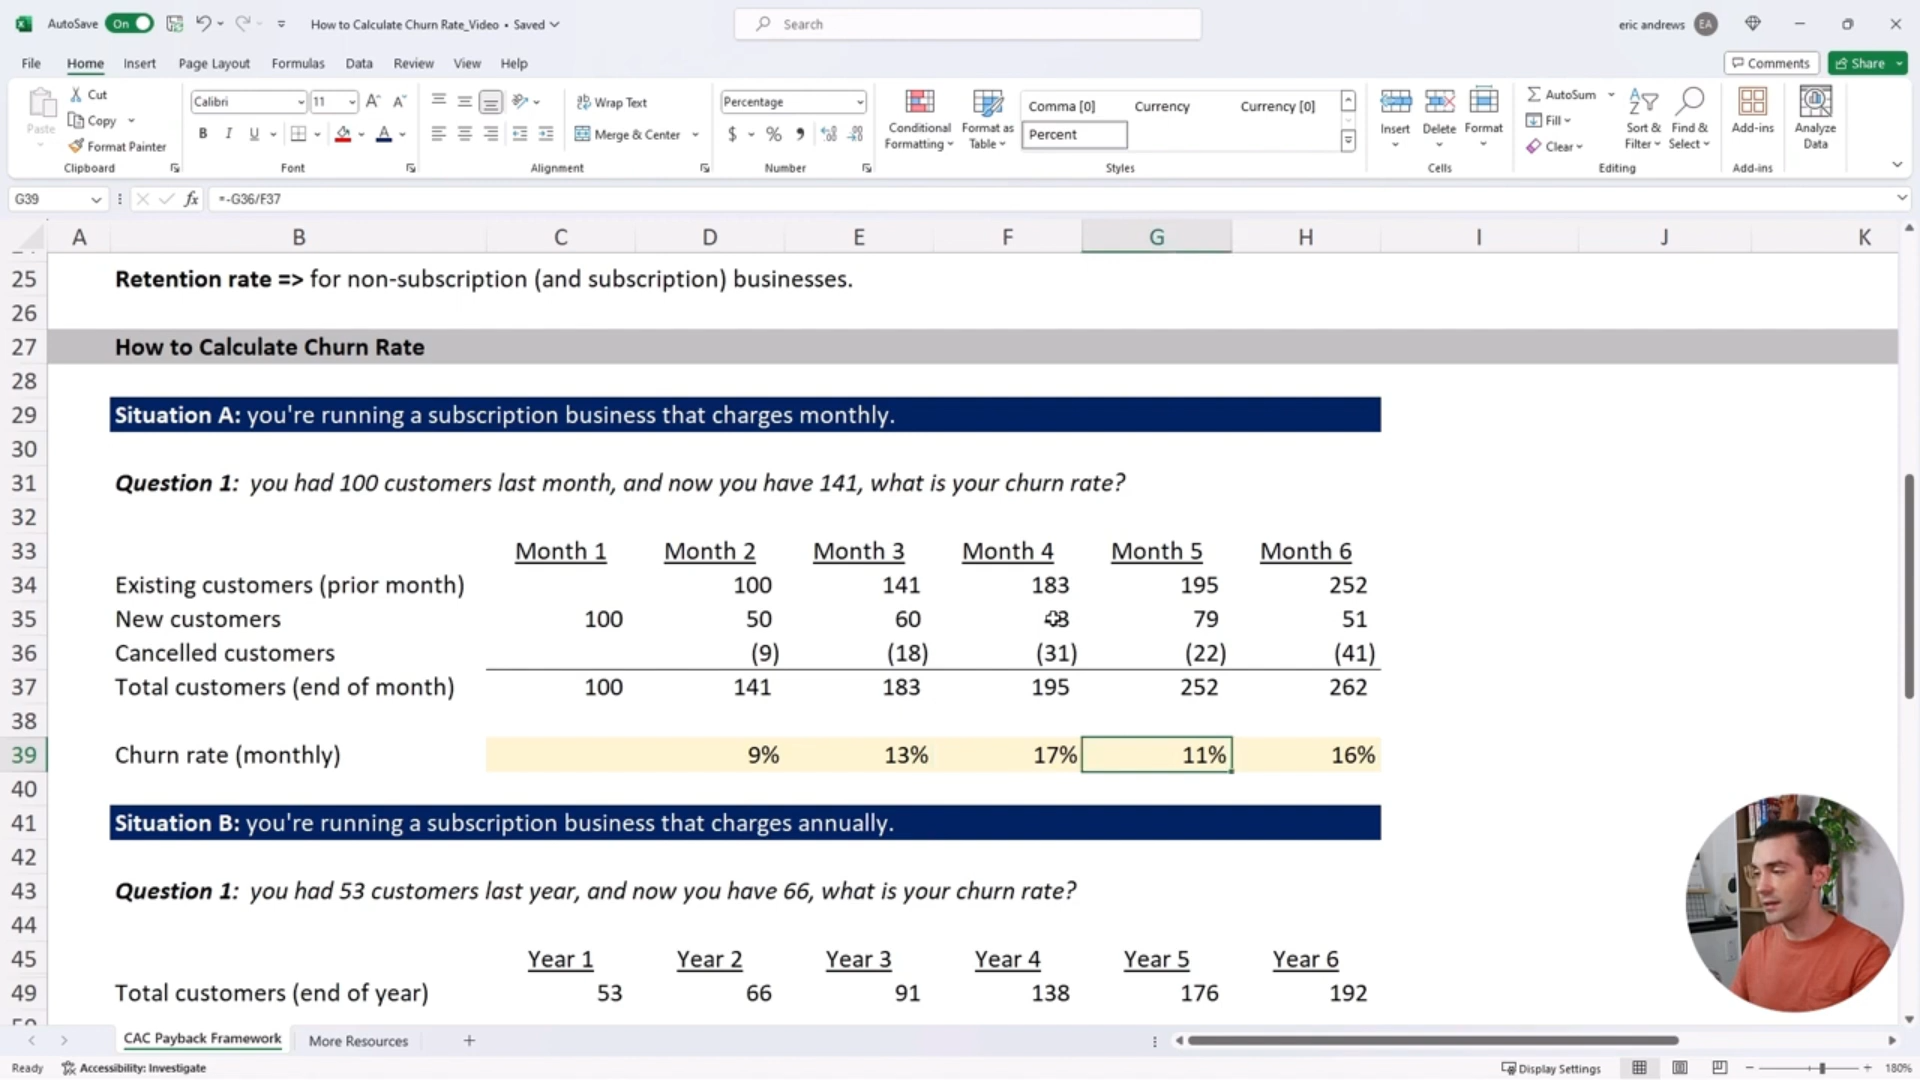 AutoSave On How to Calculate Churn Rate_Video • Saved Search eric andrews EA
File Home Insert Page Layout Formulas Data Review View Help Comments Share
Paste Cut Copy Format Painter Clipboard
Calibri 11 B I U Font
Wrap Text Merge & Center Alignment
Percentage $ % Number
Conditional Formatting Format as Table Comma [0] Currency Currency [0] Percent Styles
Insert Delete Format Cells
AutoSum Fill Clear Sort & Filter Find & Select Editing
Add-ins Add-ins
Analyze Data
G39 fx =-G36/F37
A B C D E F G H I J K
25 Retention rate => for non-subscription (and subscription) businesses.
26
27 How to Calculate Churn Rate
28
29 Situation A: you're running a subscription business that charges monthly.
30
31 Question 1: you had 100 customers last month, and now you have 141, what is your churn rate?
32
33 Month 1 Month 2 Month 3 Month 4 Month 5 Month 6
34 Existing customers (prior month) 100 141 183 195 252
35 New customers 100 50 60 79 51
36 Cancelled customers (9) (18) (31) (22) (41)
37 Total customers (end of month) 100 141 183 195 252 262
38
39 Churn rate (monthly) 9% 13% 17% 11% 16%
40
41 Situation B: you're running a subscription business that charges annually.
42
43 Question 1: you had 53 customers last year, and now you have 66, what is your churn rate?
44
45 Year 1 Year 2 Year 3 Year 4 Year 5 Year 6
49 Total customers (end of year) 53 66 91 138 176 192
CAC Payback Framework More Resources
Ready Accessibility: Investigate Display Settings 180%